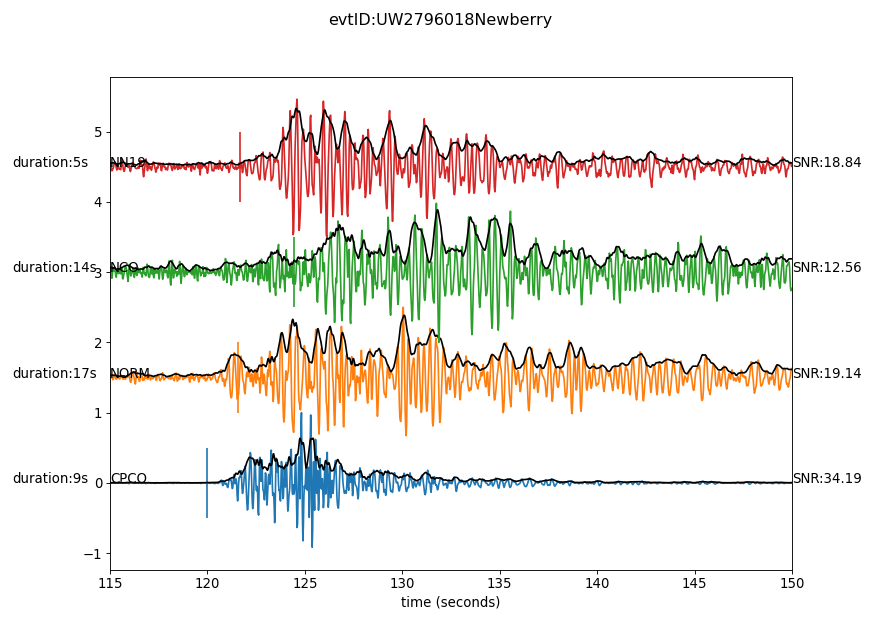 evtID:UW2796018Newberry
5
duration:5s NN19 SNR:18.84
4
duration:14s 3 NCO SNR:12.56
2
duration:17s NORM SNR:19.14
1
duration:9s 0 CPCO SNR:34.19
−1
115 120 125 130 135 140 145 150
time (seconds)